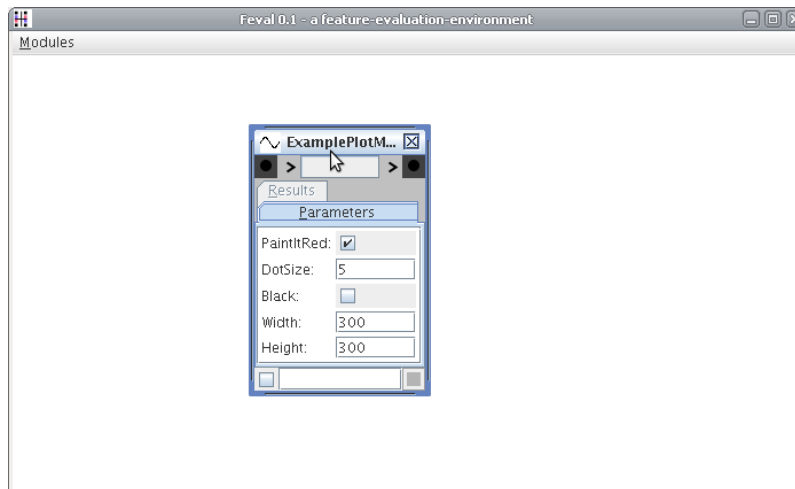 Feval 0.1 - a feature-evaluation-environment
Modules
ExamplePlotM...
> >
Results
Parameters
PaintItRed:
DotSize: 5
Black:
Width: 300
Height: 300